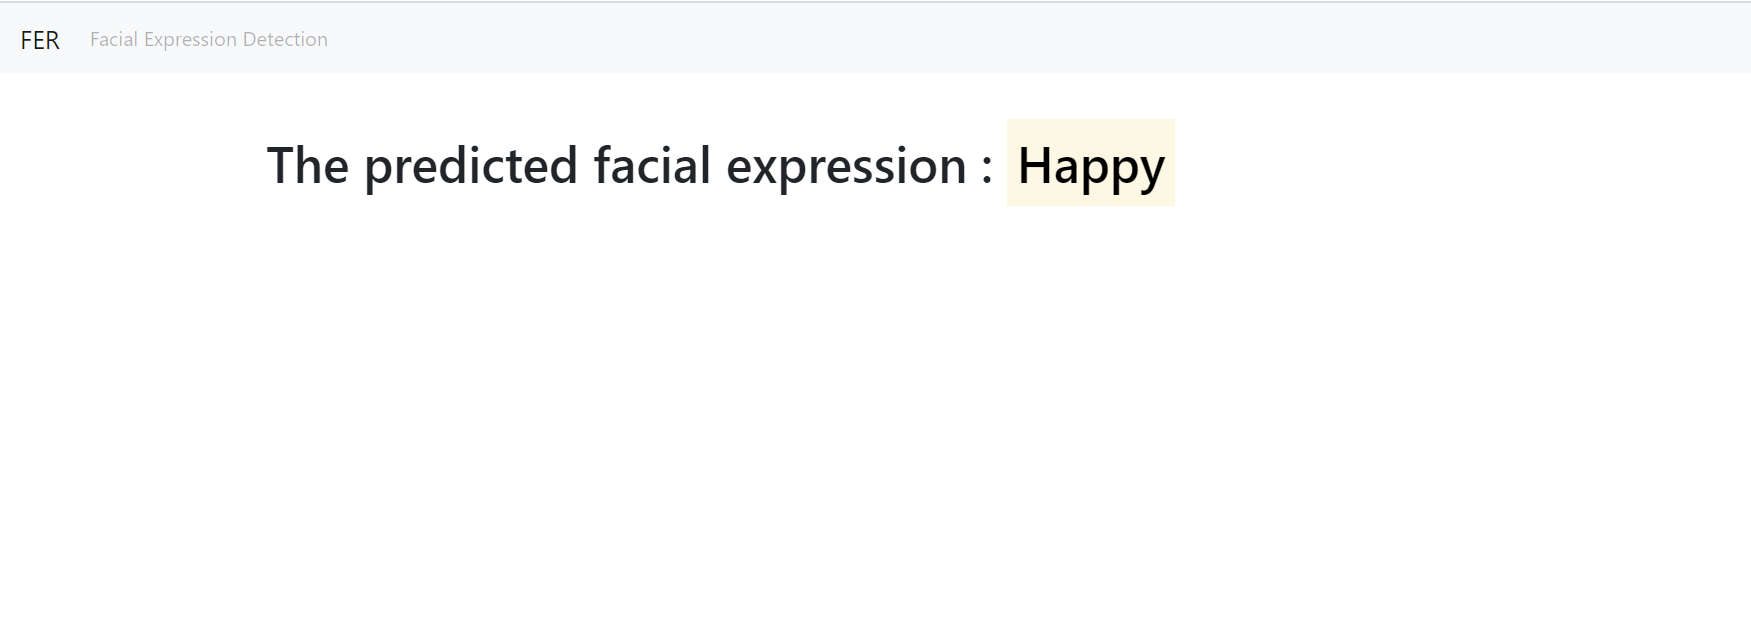 FER Facial Expression Detection
The predicted facial expression : Happy